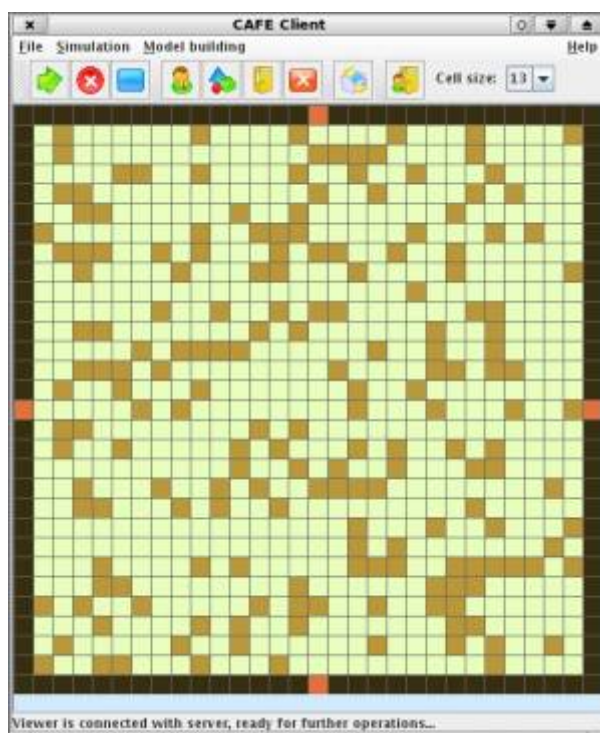 CAFE Client
File Simulation Model building Help
Cell size: 13
Viewer is connected with server, ready for further operations...